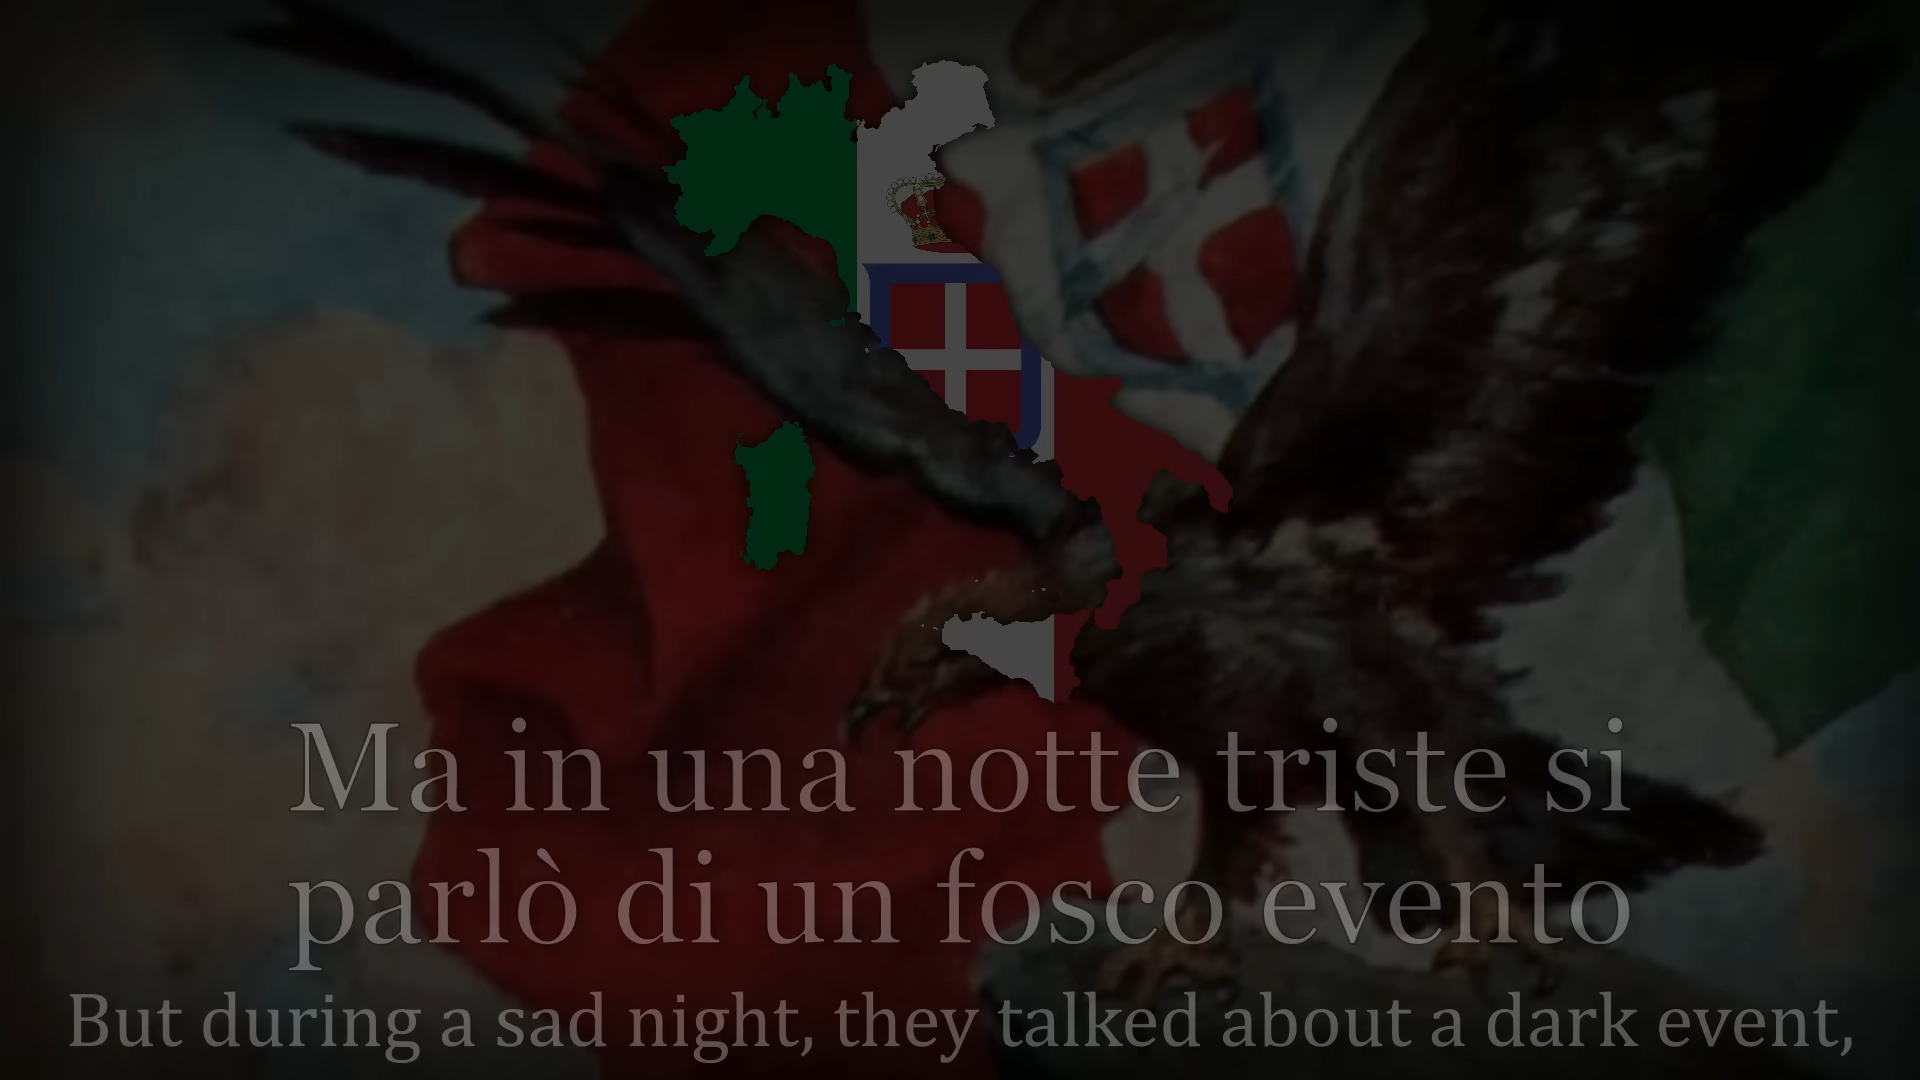 Ma in una notte triste si
parlò di un fosco evento
But during a sad night, they talked about a dark event,